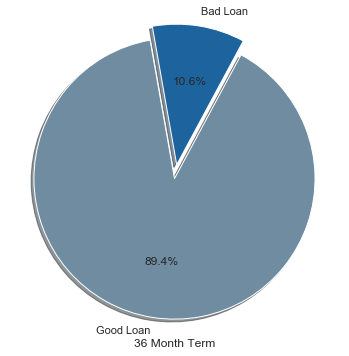 Bad Loan
10.6%
89.4%
Good Loan
36 Month Term